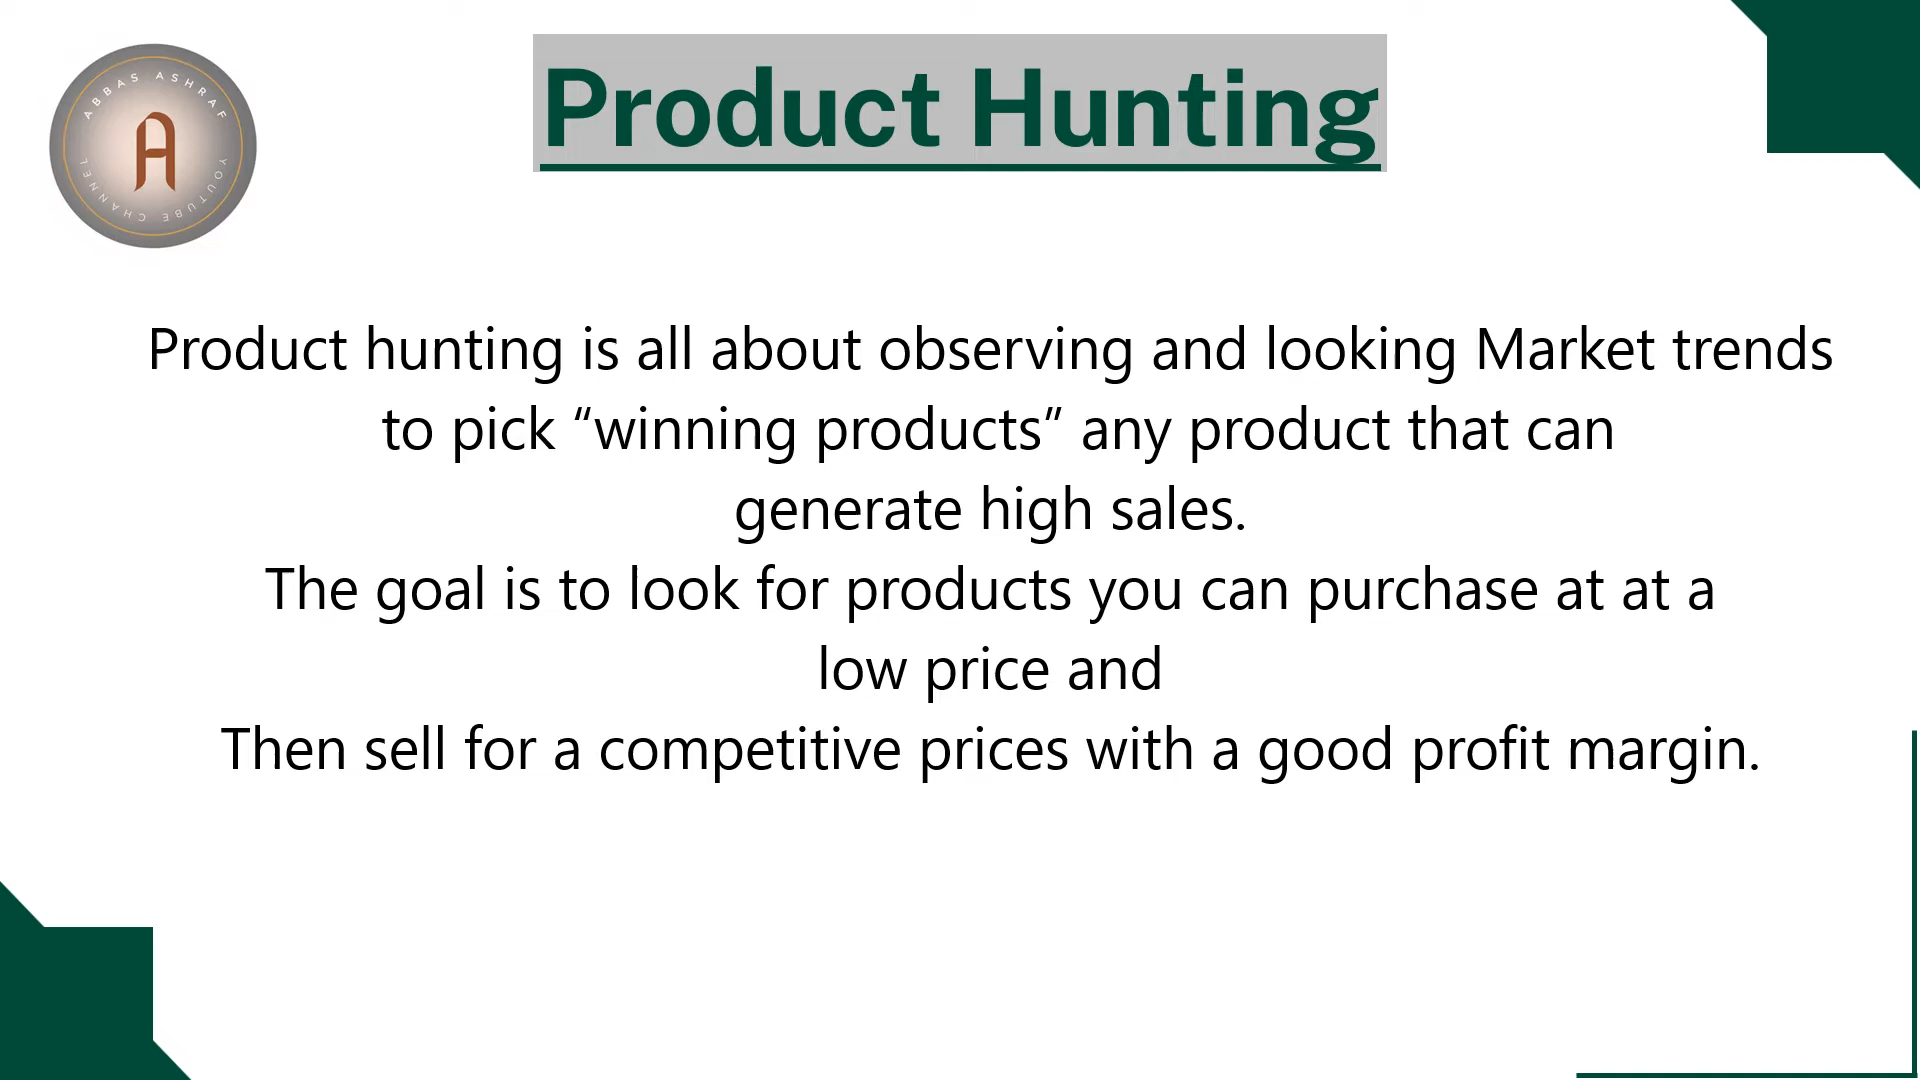 ABBAS ASHRAF
YOUTUBE CHANNEL
A
Product Hunting
Product hunting is all about observing and looking Market trends
to pick “winning products” any product that can
generate high sales.
The goal is to look for products you can purchase at at a
low price and
Then sell for a competitive prices with a good profit margin.